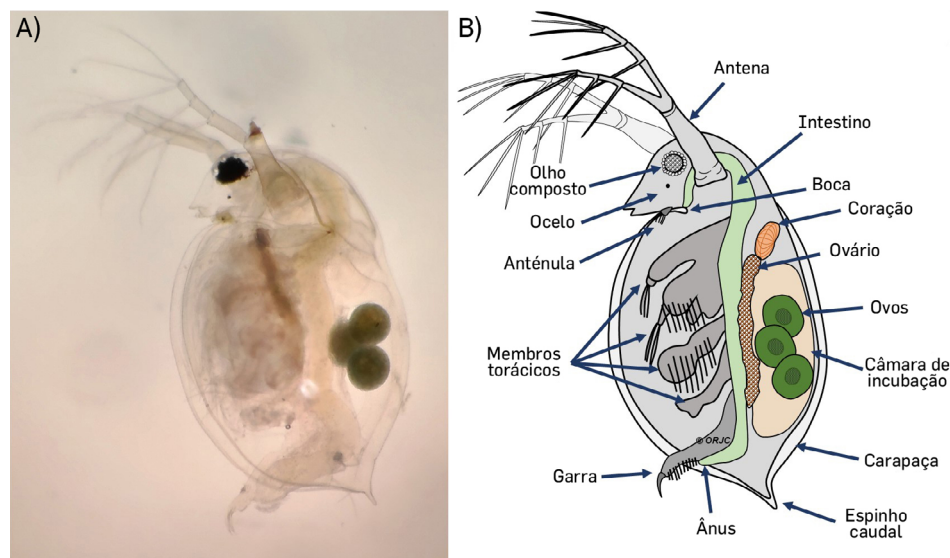 A)
B)
Antena
Intestino
Olho
composto
Boca
Ocelo
Coração
Anténula
Ovário
Ovos
Membros
torácicos
Câmara de
incubação
© ORJC
Garra
Carapaça
Ânus
Espinho
caudal